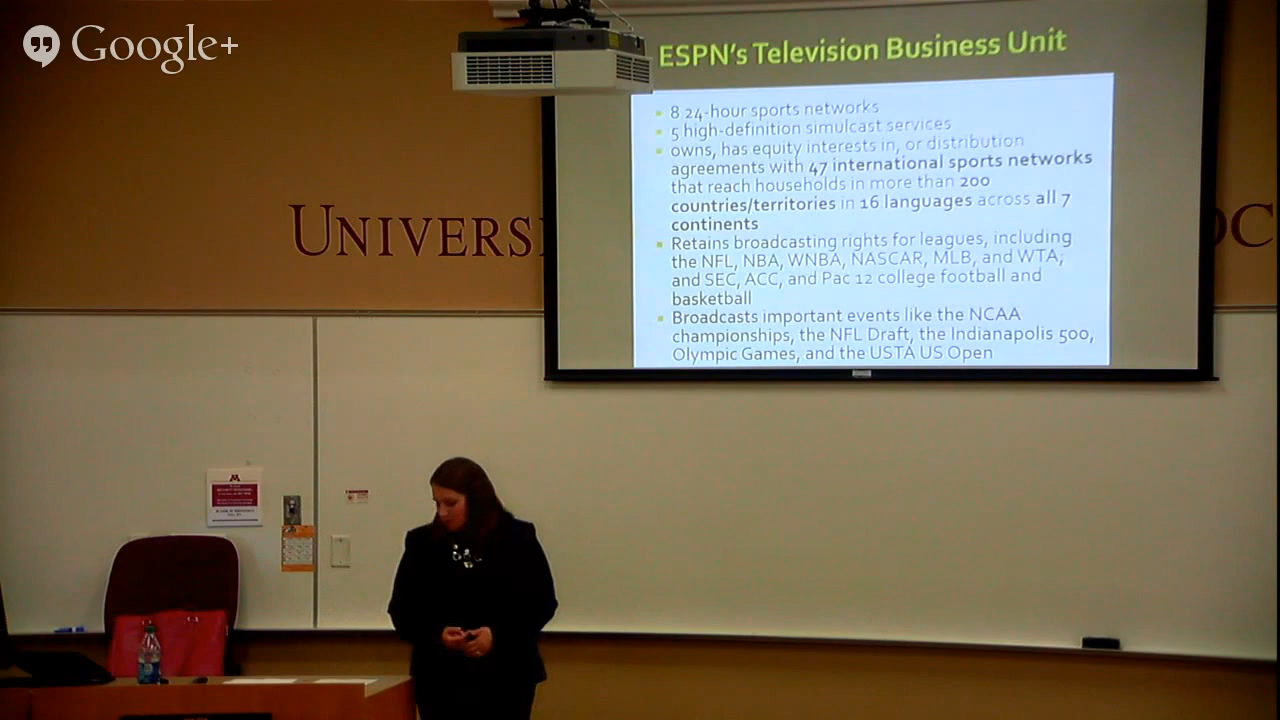 Google+
ESPN's Television Business Unit
8 24-hour sports networks
5 high-definition simulcast services
owns, has equity interests in, or distribution
agreements with 47 international sports networks
that reach households in more than 200
countries/territories in 16 languages across all 7
continents
Retains broadcasting rights for leagues, including
the NFL, NBA, WNBA, NASCAR, MLB, and WTA;
and SEC, ACC, and Pac 12 college football and
basketball
Broadcasts important events like the NCAA
championships, the NFL Draft, the Indianapolis 500,
Olympic Games, and the USTA US Open
UNIVERSI
OC
M